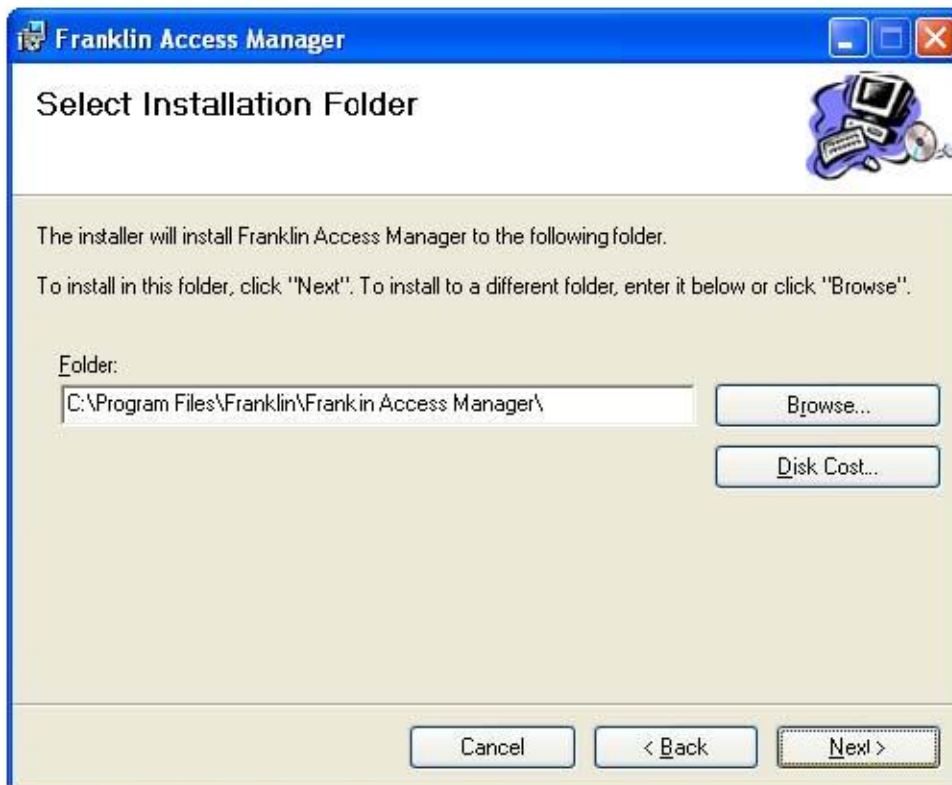 Franklin Access Manager
Select Installation Folder
The installer will install Franklin Access Manager to the following folder.
To install in this folder, click "Next". To install to a different folder, enter it below or click "Browse".
Folder:
C:\Program Files\Franklin\Frankin Access Manager\
Browse...
Disk Cost...
Cancel
< Back
Next >